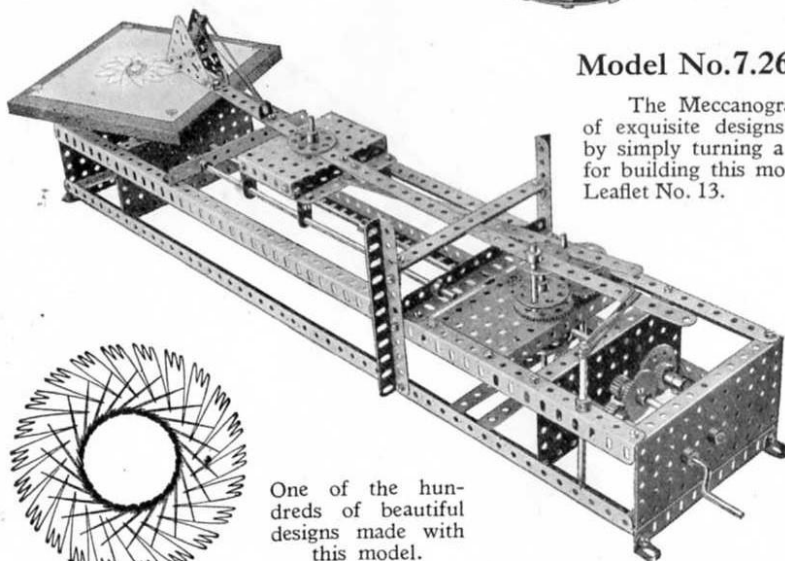 Model No.7.26
The Meccanogra
of exquisite designs
by simply turning a
for building this mo
Leaflet No. 13.
One of the hun-
dreds of beautiful
designs made with
this model.